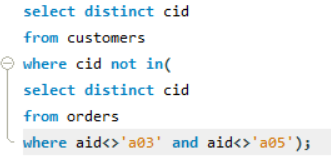 select distinct cid
from customers
where cid not in(
select distinct cid
from orders
where aid<>'a03' and aid<>'a05');